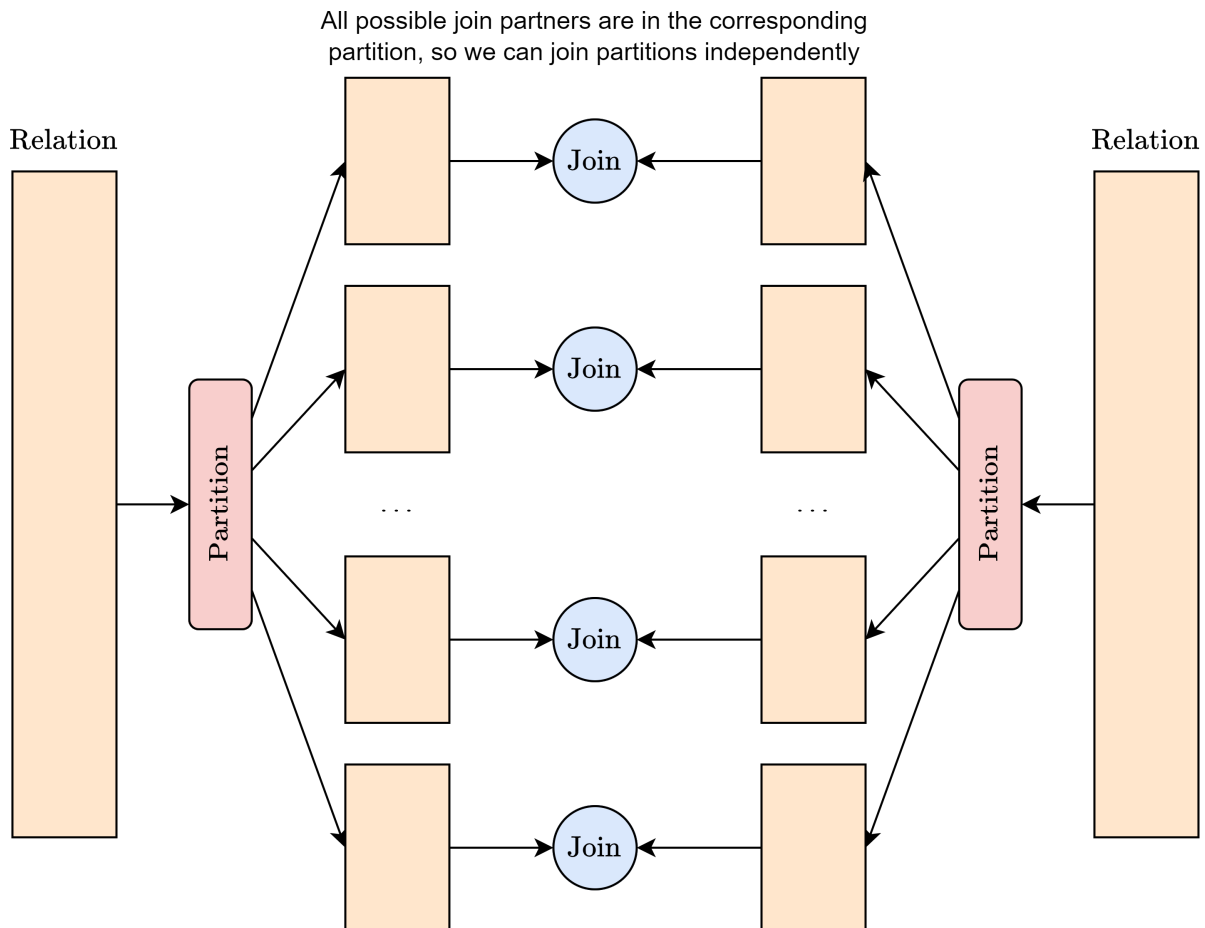 All possible join partners are in the corresponding
partition, so we can join partitions independently
Relation
Relation
Join
Join
Partition
Partition
. . .
. . .
Join
Join